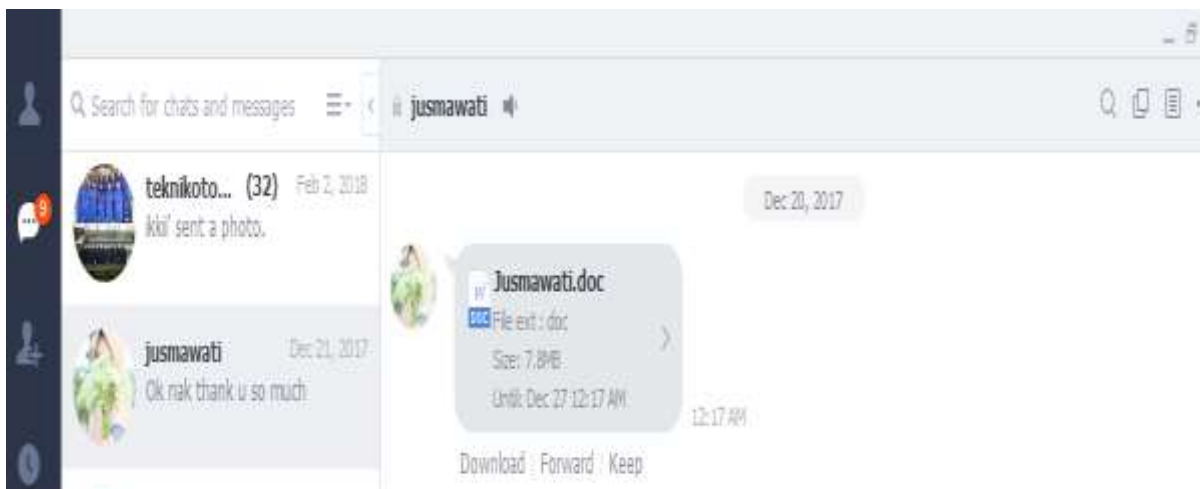 Search for chats and messages
jusmawati
teknikoto... (32) Feb 2, 2018
ikki' sent a photo.
9
jusmawati Dec 21, 2017
Ok nak thank u so much
Dec 20, 2017
Jusmawati.doc
W
DOC
File ext : doc
Size: 7.8MB
Until: Dec 27 12:17 AM
12:17 AM
Download Forward Keep